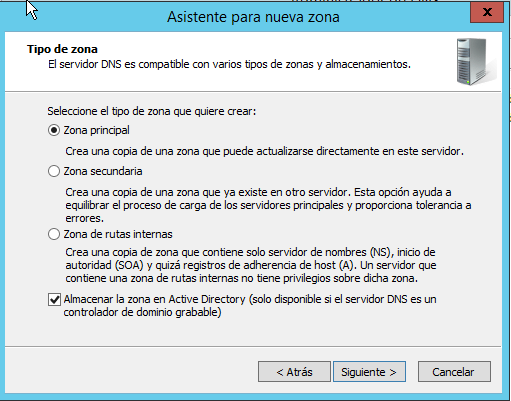 Asistente para nueva zona
x
Tipo de zona
El servidor DNS es compatible con varios tipos de zonas y almacenamientos.
Seleccione el tipo de zona que quiere crear:
Zona principal
Crea una copia de una zona que puede actualizarse directamente en este servidor.
Zona secundaria
Crea una copia de una zona que ya existe en otro servidor. Esta opción ayuda a
equilibrar el proceso de carga de los servidores principales y proporciona tolerancia a
errores.
Zona de rutas internas
Crea una copia de zona que contiene solo servidor de nombres (NS), inicio de
autoridad (SOA) y quizá registros de adherencia de host (A). Un servidor que
contiene una zona de rutas internas no tiene privilegios sobre dicha zona.
Almacenar la zona en Active Directory (solo disponible si el servidor DNS es un
controlador de dominio grabable)
< Atrás
Siguiente >
Cancelar